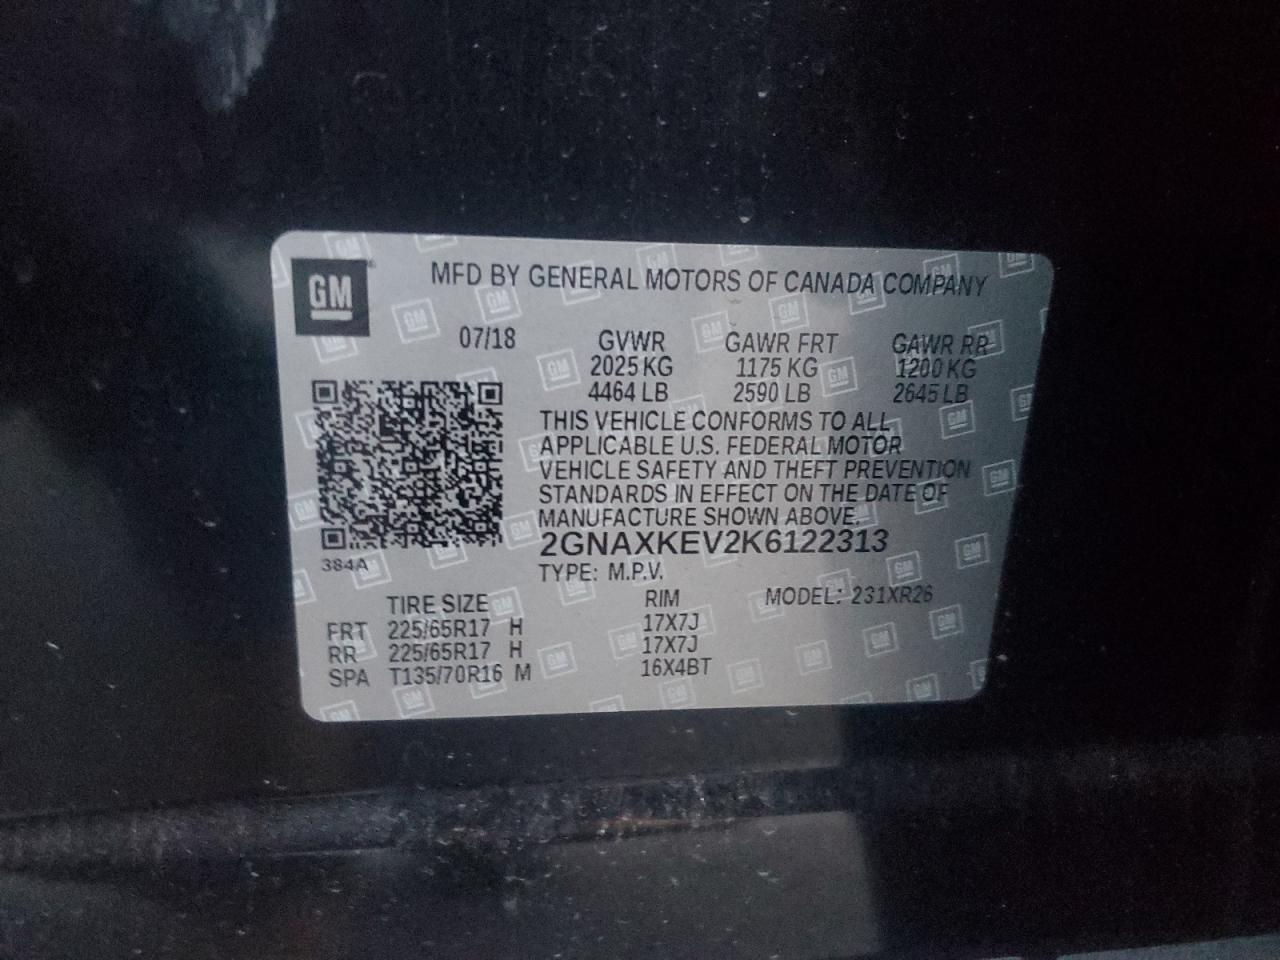 GM
MFD BY GENERAL MOTORS OF CANADA COMPANY
07/18 GVWR GAWR FRT GAWR RR
2025 KG 1175 KG 1200 KG
4464 LB 2590 LB 2645 LB
THIS VEHICLE CONFORMS TO ALL
APPLICABLE U.S. FEDERAL MOTOR
VEHICLE SAFETY AND THEFT PREVENTION
STANDARDS IN EFFECT ON THE DATE OF
MANUFACTURE SHOWN ABOVE.
2GNAXKEV2K6122313
384A
TYPE: M.P.V.
TIRE SIZE RIM MODEL: 231XR26
FRT 225/65R17 H 17X7J
RR 225/65R17 H 17X7J
SPA T135/70R16 M 16X4BT